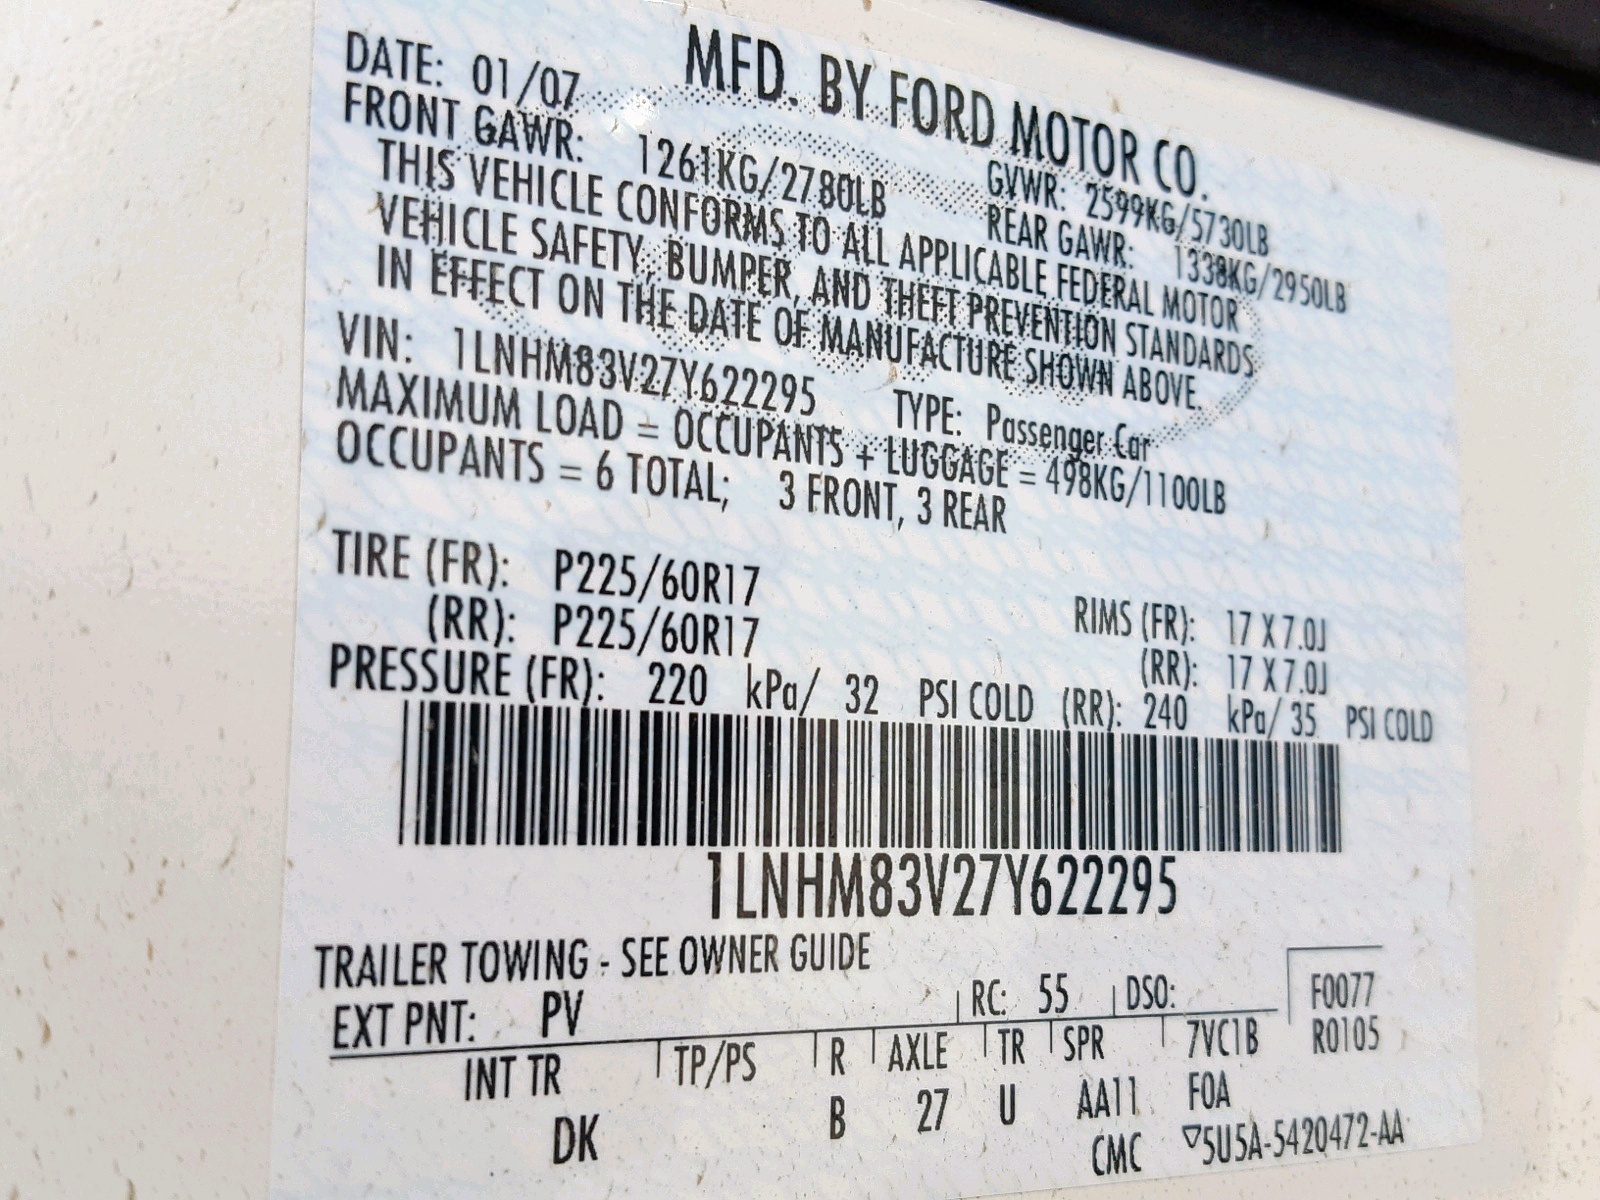 MFD. BY FORD MOTOR CO.
DATE: 01/07 GVWR: 2599KG/5730LB
FRONT GAWR: 1261KG/2780LB REAR GAWR: 1338KG/2950LB
THIS VEHICLE CONFORMS TO ALL APPLICABLE FEDERAL MOTOR
VEHICLE SAFETY, BUMPER, AND THEFT PREVENTION STANDARDS
IN EFFECT ON THE DATE OF MANUFACTURE SHOWN ABOVE.
VIN: 1LNHM83V27Y622295 TYPE: Passenger Car
MAXIMUM LOAD = OCCUPANTS + LUGGAGE = 498KG/1100LB
OCCUPANTS = 6 TOTAL; 3 FRONT, 3 REAR
TIRE (FR): P225/60R17 RIMS (FR): 17 X 7.0J
(RR): P225/60R17 (RR): 17 X 7.0J
PRESSURE (FR): 220 kPa/ 32 PSI COLD (RR): 240 kPa/ 35 PSI COLD
1LNHM83V27Y622295
TRAILER TOWING - SEE OWNER GUIDE
EXT PNT: PV RC: 55 DSO: F0077
INT TR TP/PS R AXLE TR SPR 7VC1B R0105
DK B 27 U AA11 FOA
CMC ▽5U5A-5420472-AA